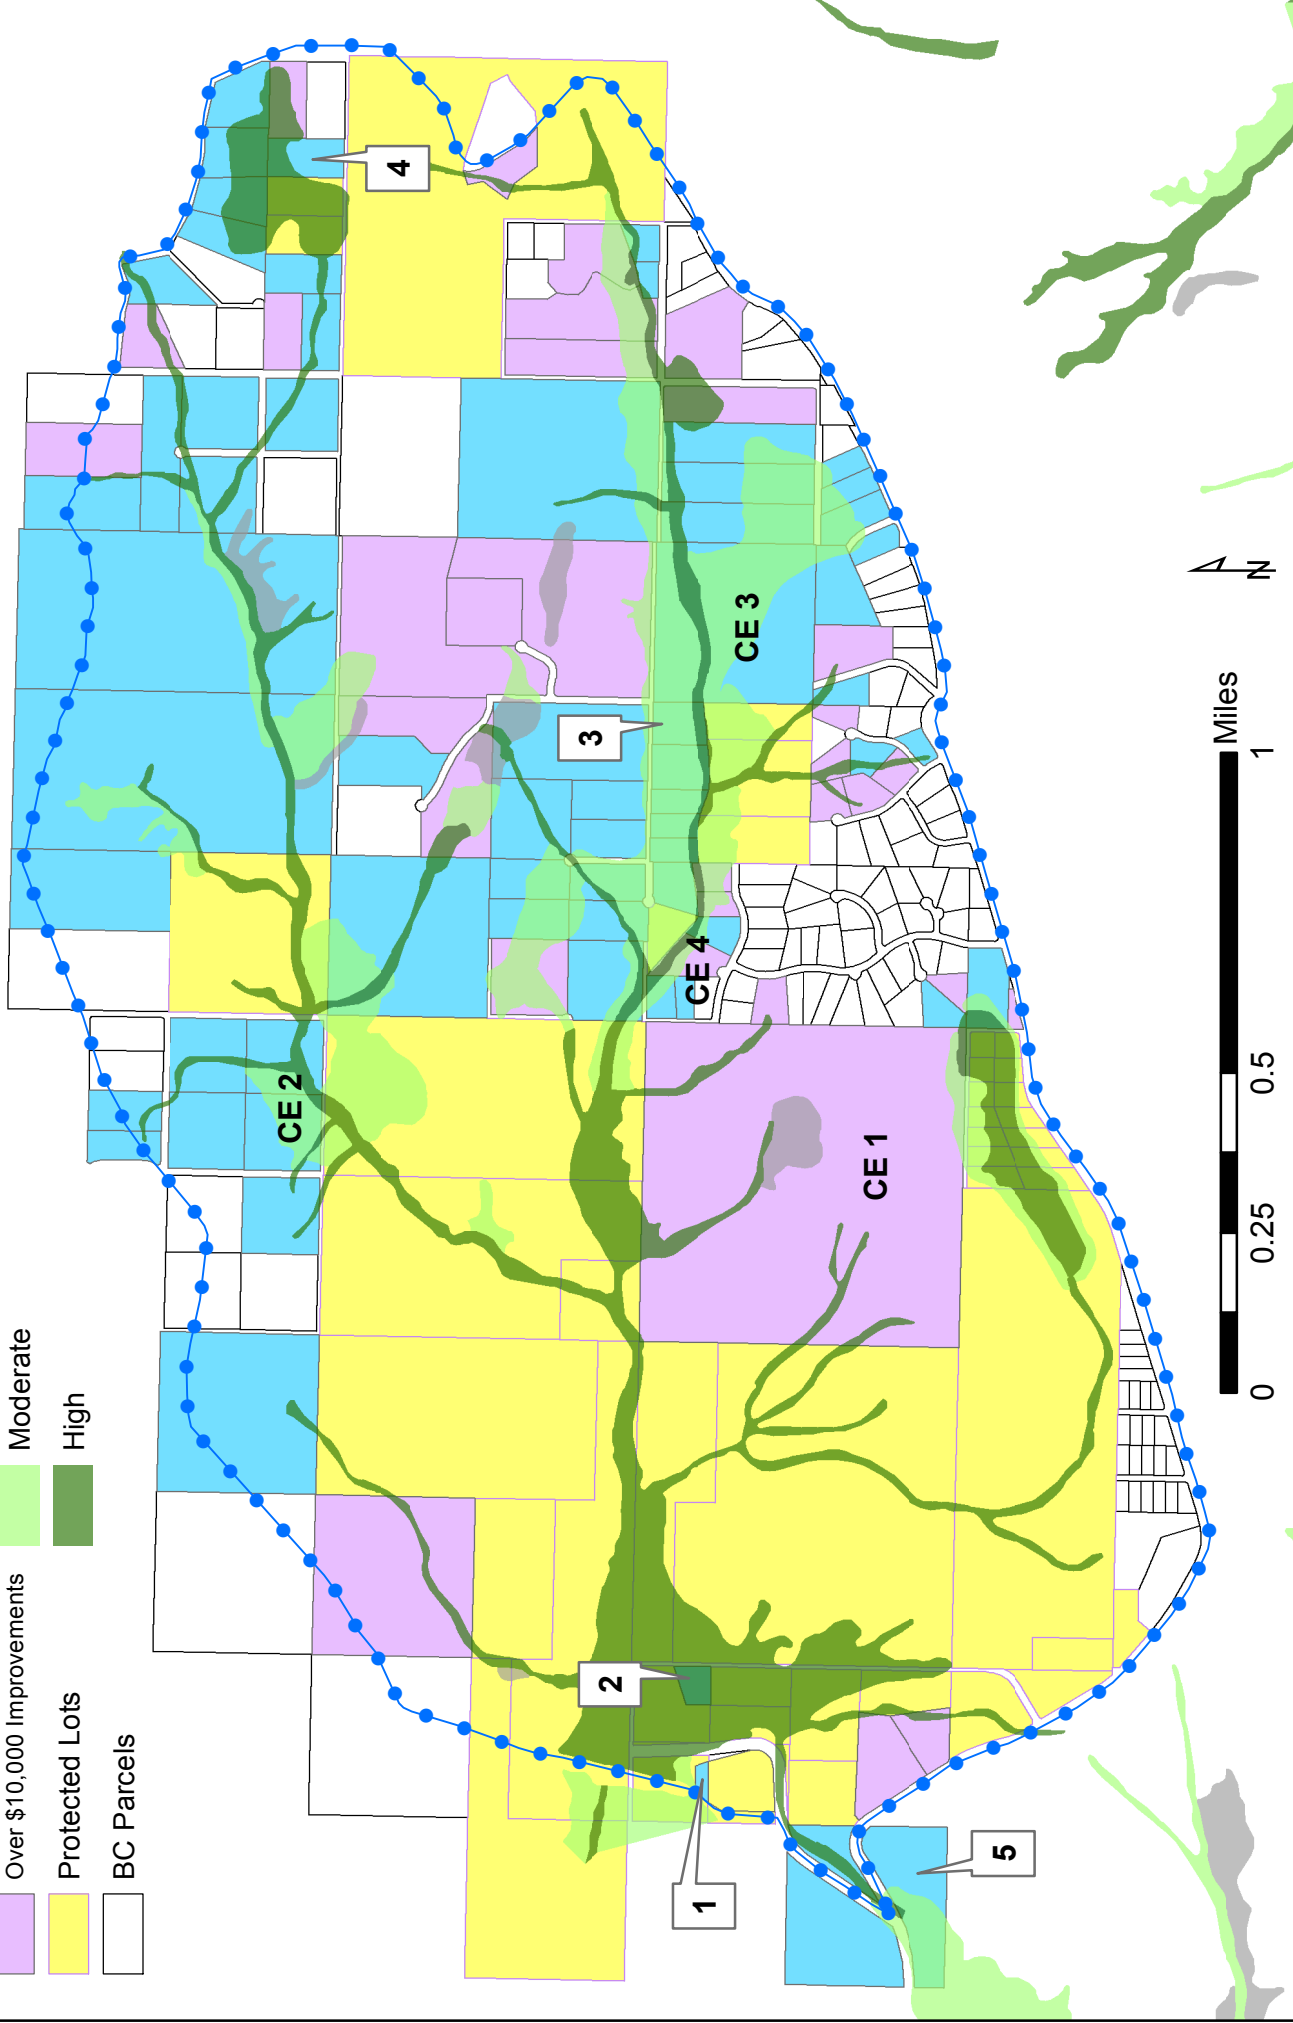 Over $10,000 Improvements
Protected Lots
BC Parcels
Moderate
High
1
2
3
4
5
CE 1
CE 2
CE 3
CE 4
N
0
0.25
0.5
1
Miles